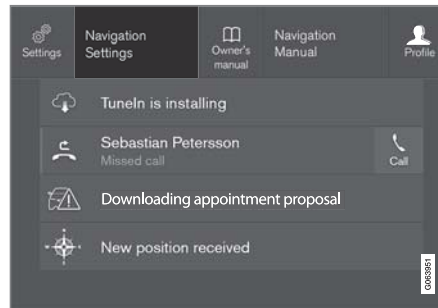 Settings
Navigation
Settings
Owner's
manual
Navigation
Manual
Profile
TuneIn is installing
Sebastian Petersson
Missed call
Call
Downloading appointment proposal
New position received
G063951